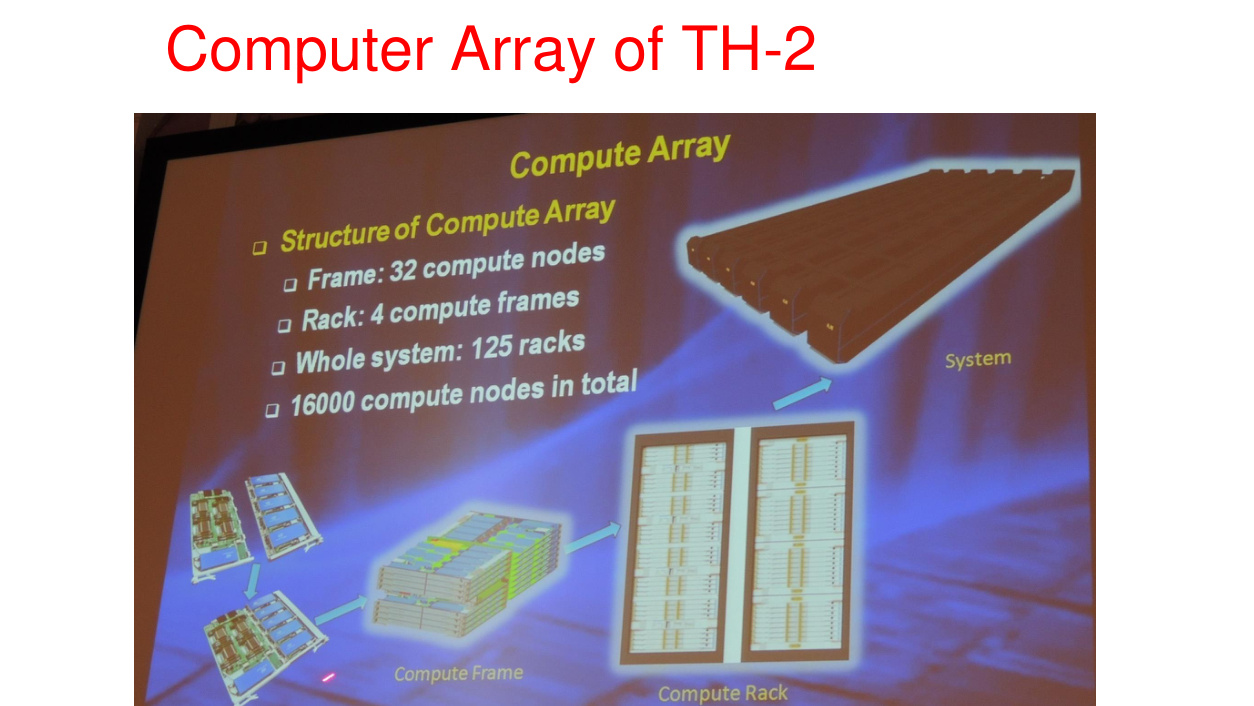 Computer Array of TH-2
Compute Array
❑ Structure of Compute Array
❑ Frame: 32 compute nodes
❑ Rack: 4 compute frames
❑ Whole system: 125 racks
❑ 16000 compute nodes in total
System
Compute Frame
Compute Rack